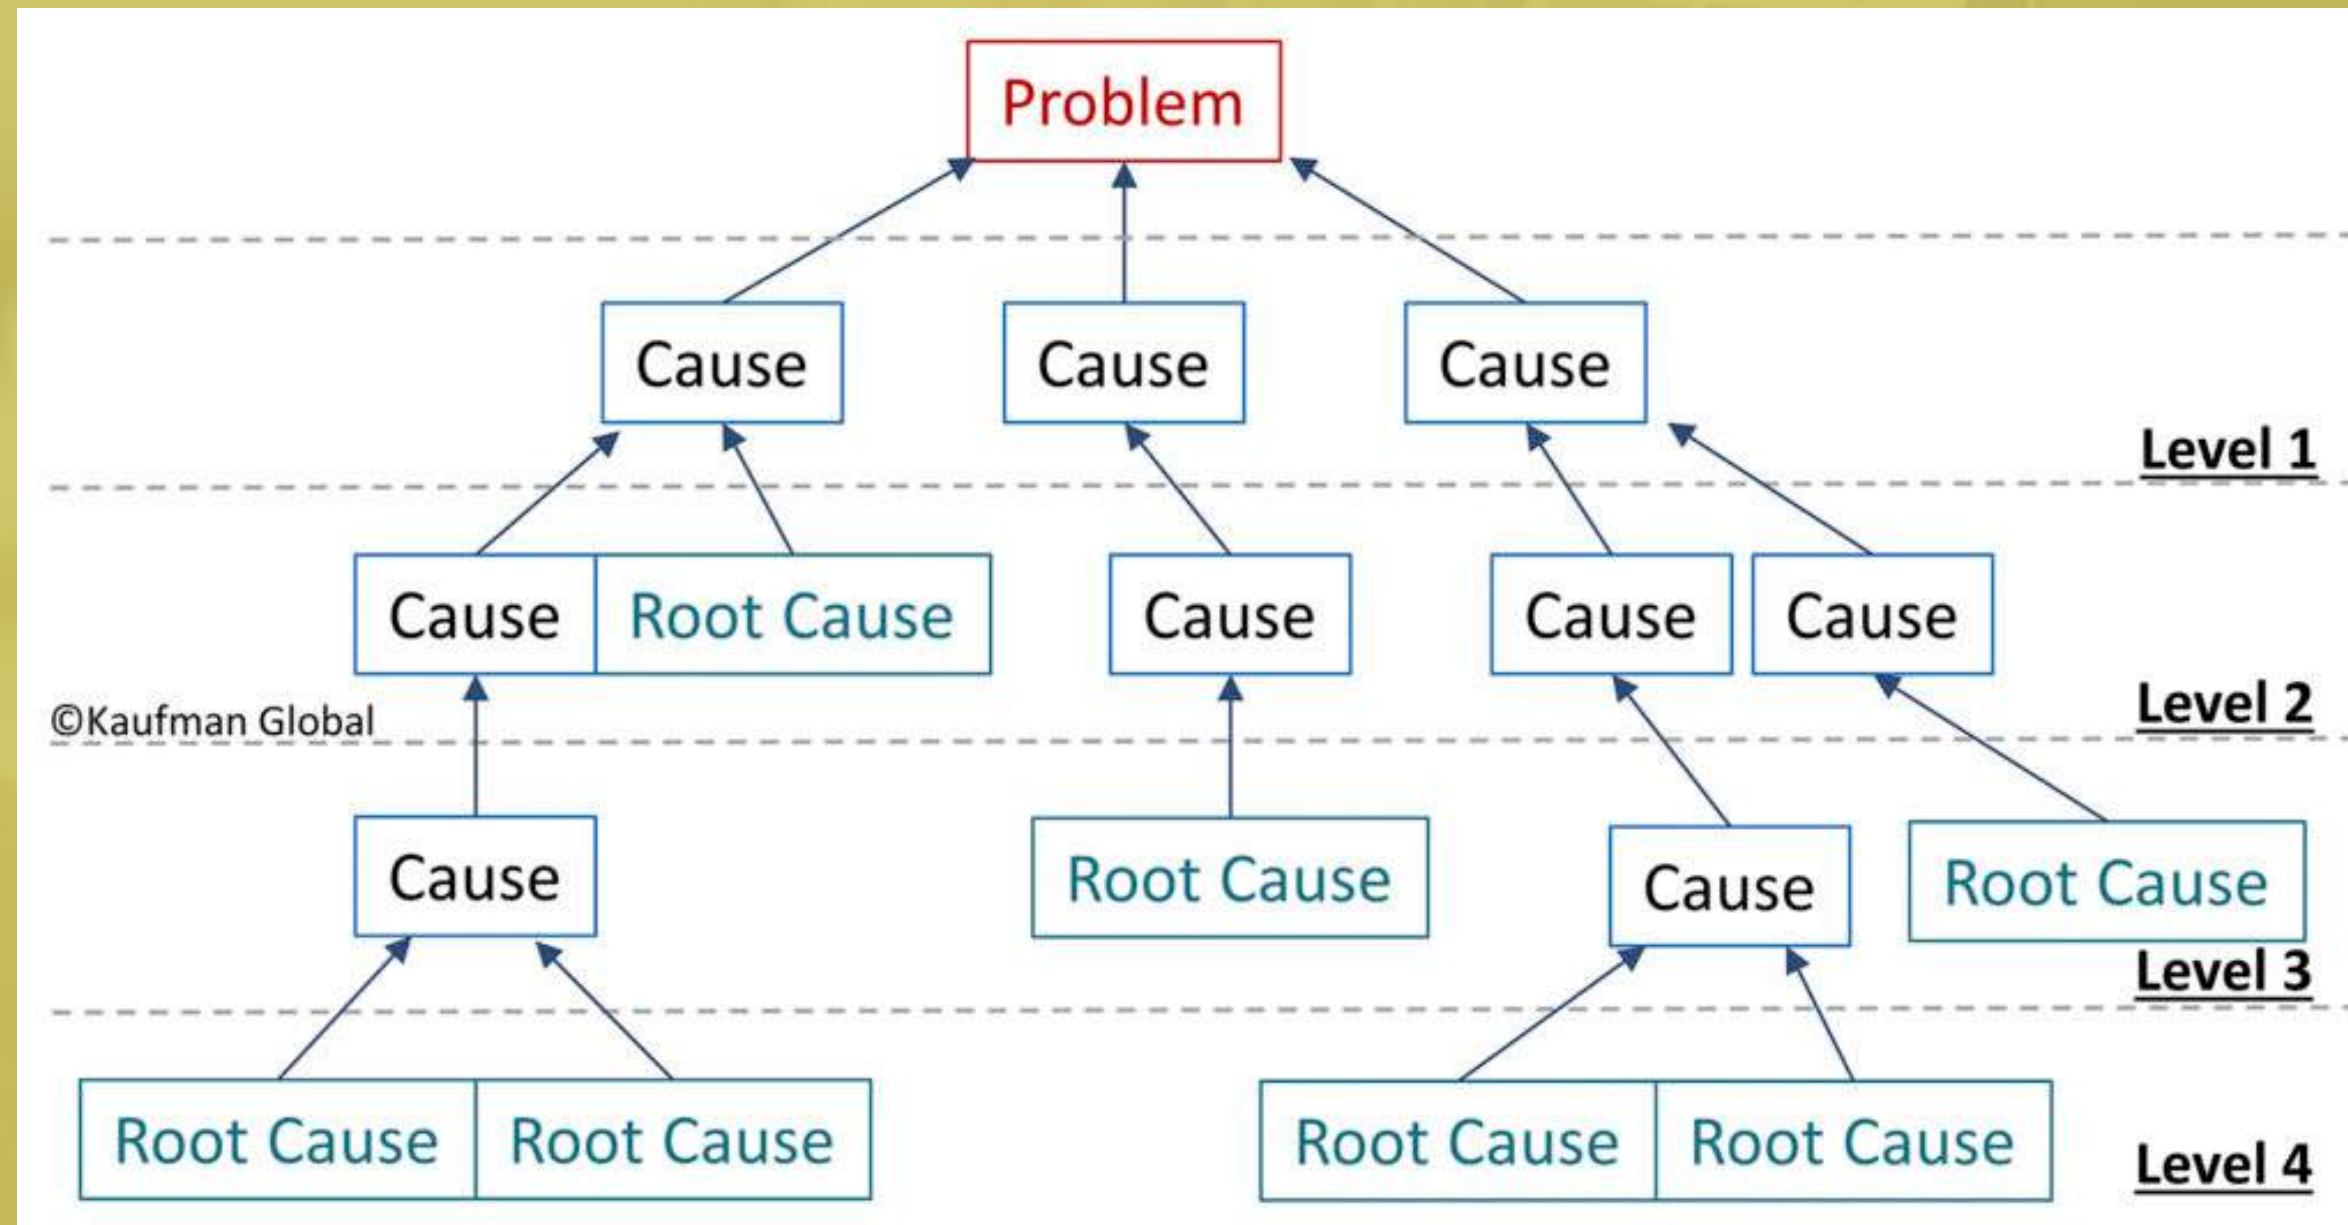 Problem
Cause Cause Cause
Level 1
Cause Root Cause Cause Cause Cause
Level 2
©Kaufman Global
Cause Root Cause Cause Root Cause
Level 3
Root Cause Root Cause Root Cause Root Cause
Level 4